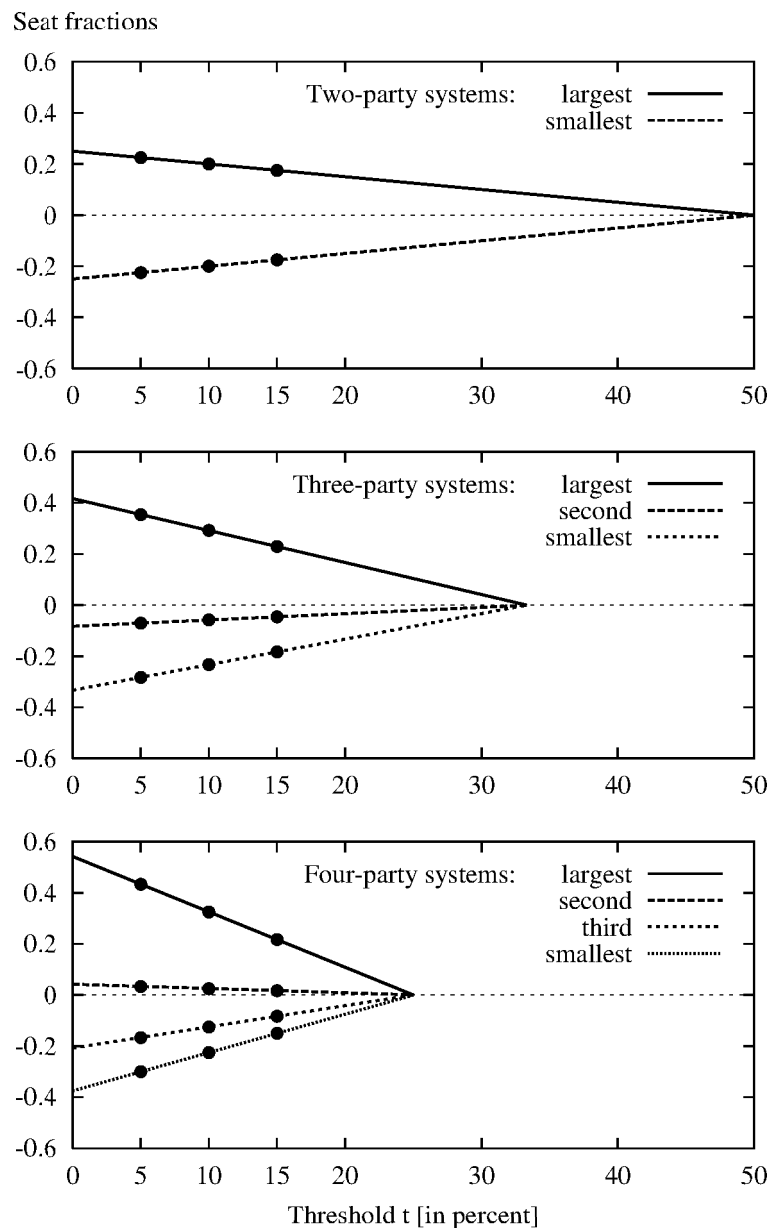 Seat fractions
0.6
Two-party systems: largest
smallest
0.4
0.2
0
-0.2
-0.4
-0.6
0 5 10 15 20 30 40 50
0.6
Three-party systems: largest
second
smallest
0.4
0.2
0
-0.2
-0.4
-0.6
0 5 10 15 20 30 40 50
0.6
Four-party systems: largest
second
third
smallest
0.4
0.2
0
-0.2
-0.4
-0.6
0 5 10 15 20 30 40 50
Threshold t [in percent]